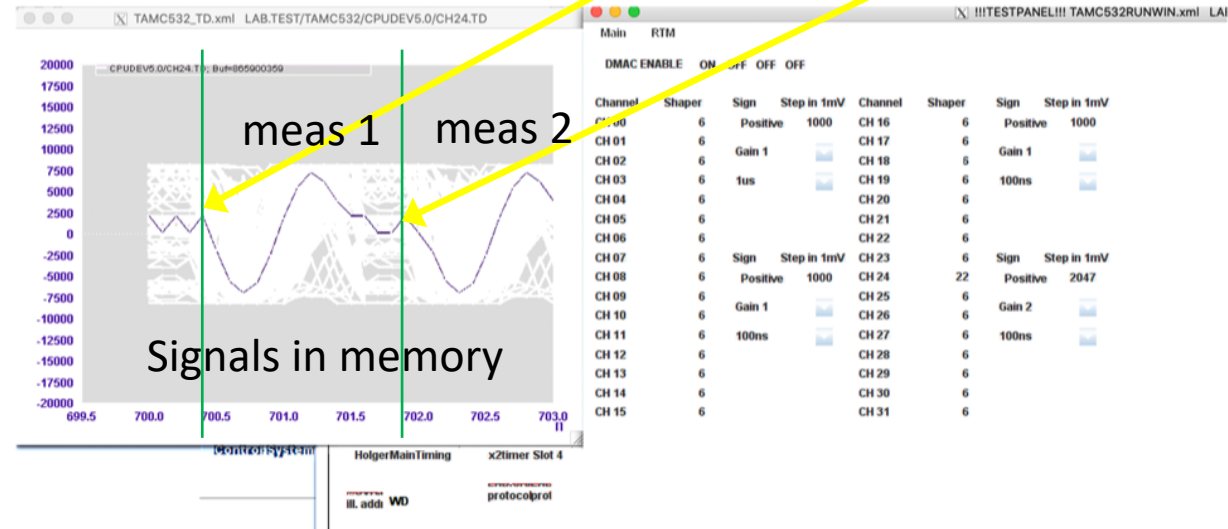 TAMC532_TD.xml LAB.TEST/TAMC532/CPUDEV5.0/CH24.TD
CPUDEV5.0/CH24.TD; Buf=865900359
20000
17500
15000
12500
10000
7500
5000
2500
0
-2500
-5000
-7500
-10000
-12500
-15000
-17500
-20000
meas 1 meas 2
Signals in memory
699.5 700.0 700.5 701.0 701.5 702.0 702.5 703.0
!!!TESTPANEL!!! TAMC532RUNWIN.xml LAI
Main RTM
DMAC ENABLE ON OFF OFF OFF
Channel Shaper Sign Step in 1mV Channel Shaper Sign Step in 1mV
CH 00 6 Positive 1000 CH 16 6 Positive 1000
CH 01 6 CH 17 6
Gain 1 Gain 1
CH 02 6 CH 18 6
CH 03 6 1us CH 19 6 100ns
CH 04 6 CH 20 6
CH 05 6 CH 21 6
CH 06 6 CH 22 6
CH 07 6 Sign Step in 1mV CH 23 6 Sign Step in 1mV
CH 08 6 Positive 1000 CH 24 22 Positive 2047
CH 09 6 CH 25 6
Gain 1 Gain 2
CH 10 6 CH 26 6
CH 11 6 100ns CH 27 6 100ns
CH 12 6 CH 28 6
CH 13 6 CH 29 6
CH 14 6 CH 30 6
CH 15 6 CH 31 6
HolgerMainTiming x2timer Slot 4
ill. addr WD protocolprot